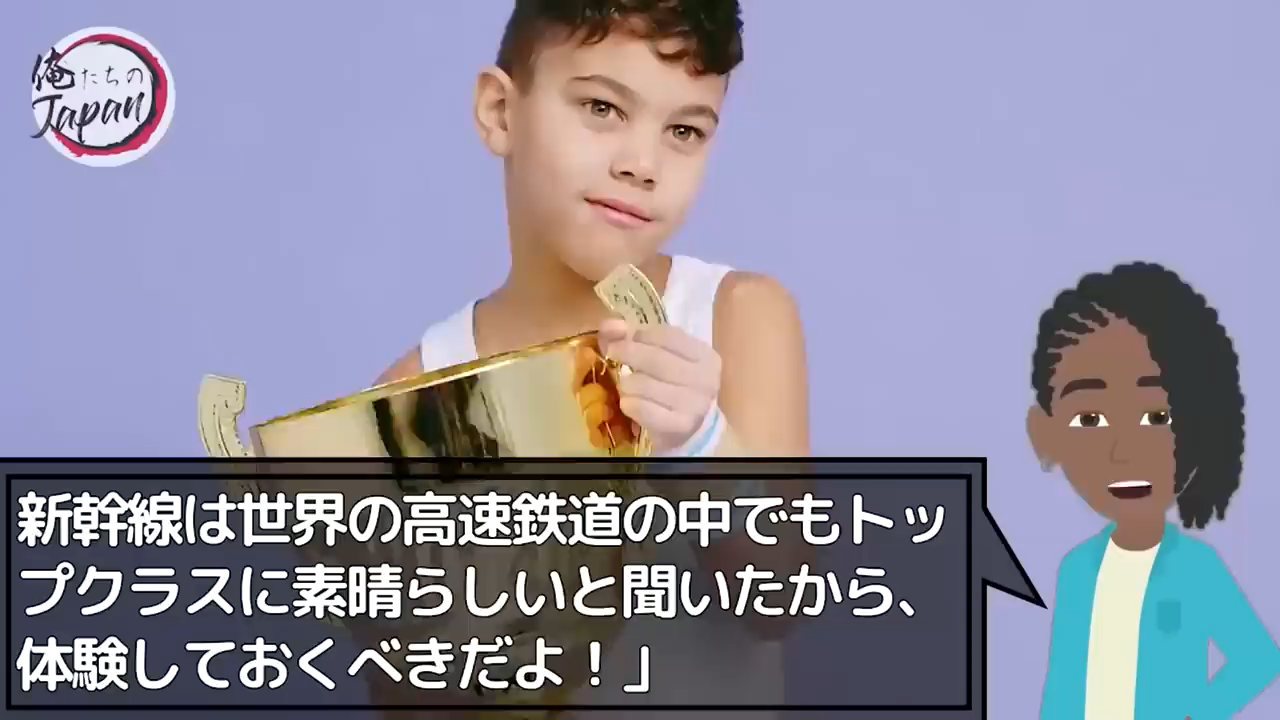 俺たちの
Japan
新幹線は世界の高速鉄道の中でもトッ
プクラスに素晴らしいと聞いたから、
体験しておくべきだよ！」